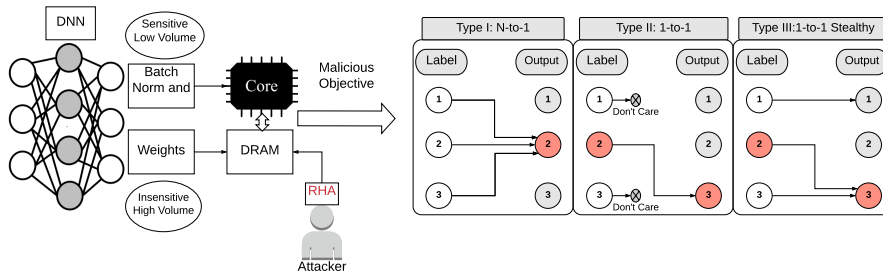 DNN
Sensitive
Low Volume
Batch
Norm and
Core
Malicious
Objective
Weights
DRAM
Insensitive
High Volume
RHA
Attacker
Type I: N-to-1
Label
Output
1
1
2
2
3
3
Type II: 1-to-1
Label
Output
1
Don't Care
1
2
2
3
Don't Care
3
Type III:1-to-1 Stealthy
Label
Output
1
1
2
2
3
3